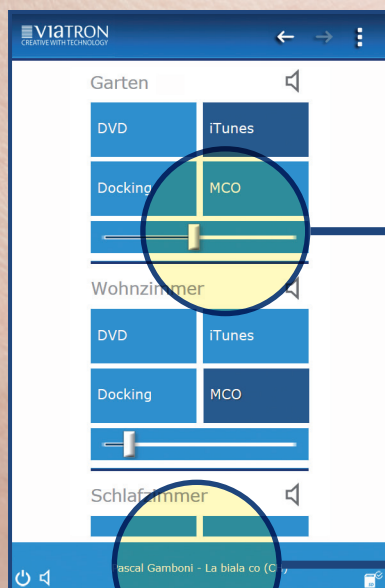 VIATRON
CREATIVE WITH TECHNOLOGY
Garten
DVD
iTunes
Docking
MCO
Wohnzimmer
DVD
iTunes
Docking
MCO
Schlafzimmer
Pascal Gamboni - La biala co (C